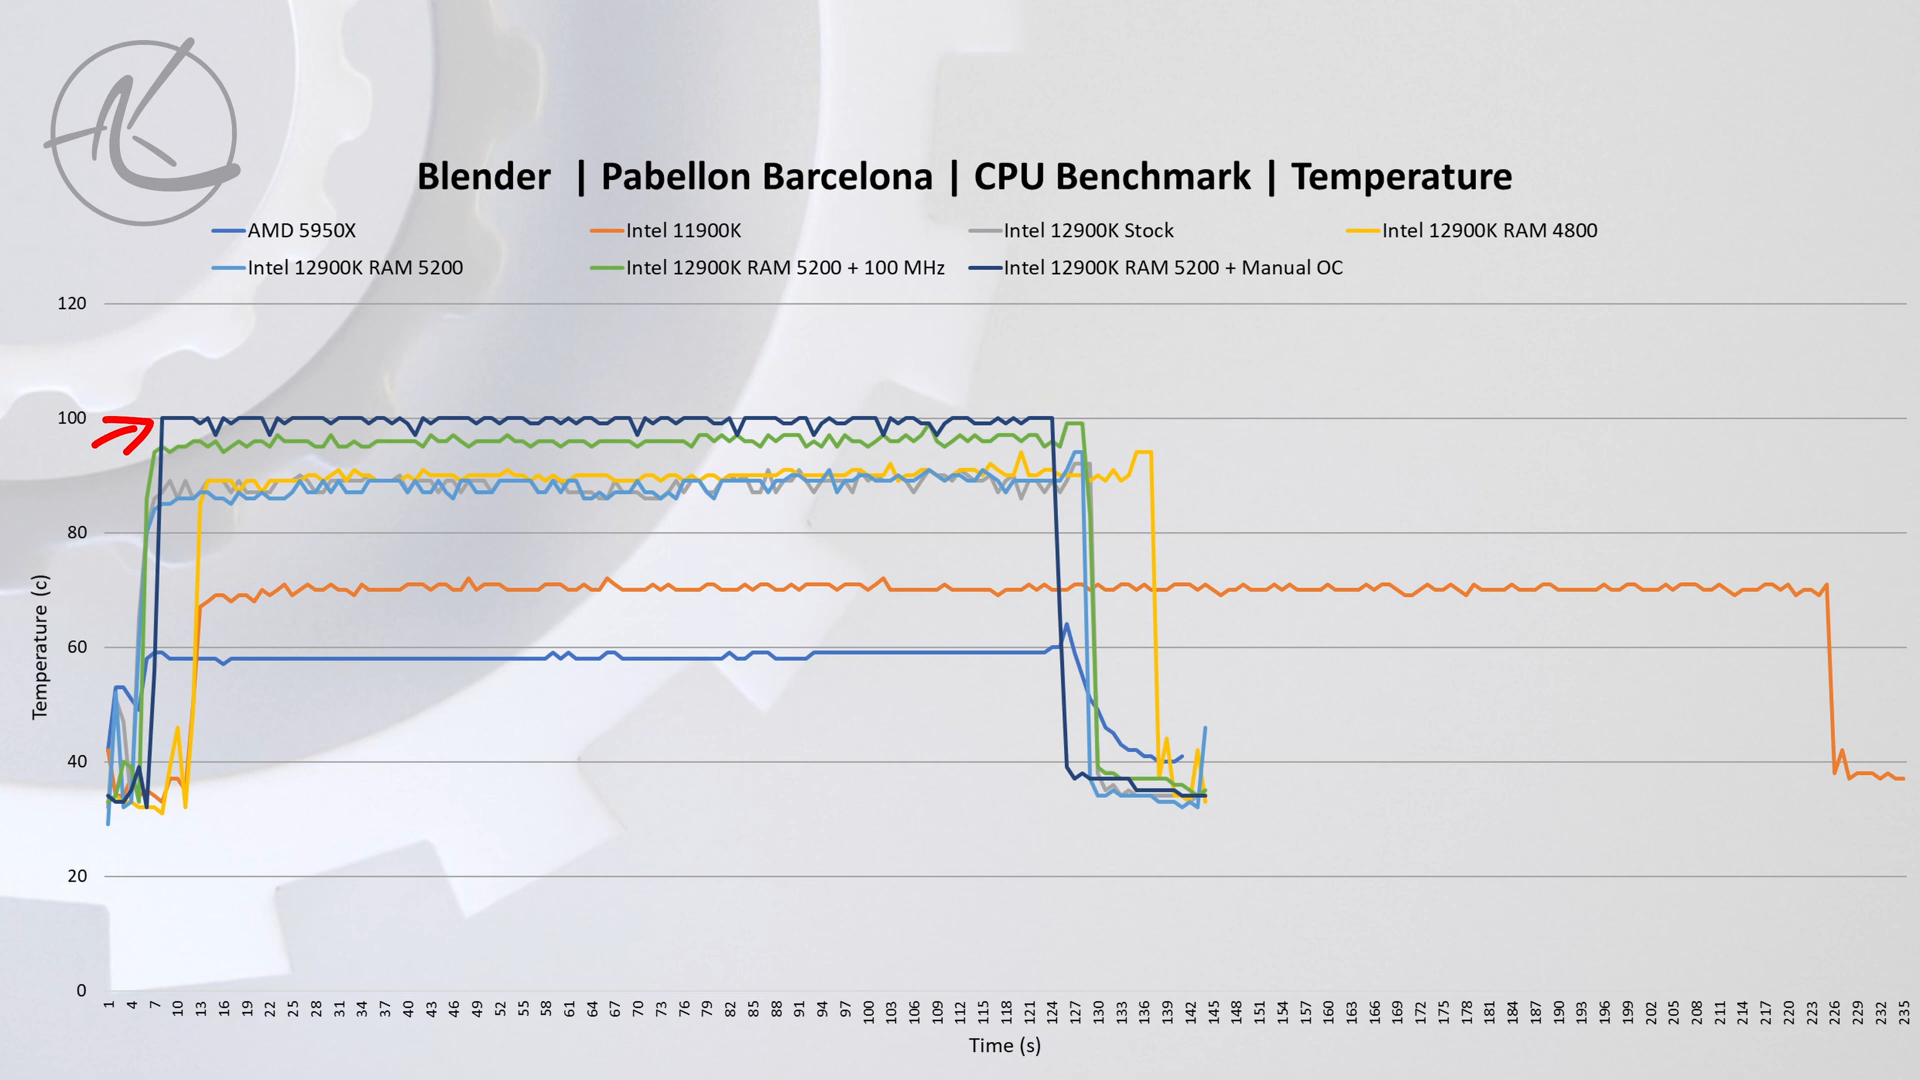 Blender | Pabellon Barcelona | CPU Benchmark | Temperature
AMD 5950X Intel 11900K Intel 12900K Stock Intel 12900K RAM 4800
Intel 12900K RAM 5200 Intel 12900K RAM 5200 + 100 MHz Intel 12900K RAM 5200 + Manual OC
120
100
80
60
40
20
0
Temperature (c)
1 4 7 10 13 16 19 22 25 28 31 34 37 40 43 46 49 52 55 58 61 64 67 70 73 76 79 82 85 88 91 94 97 100 103 106 109 112 115 118 121 124 127 130 133 136 139 142 145 148 151 154 157 160 163 166 169 172 175 178 181 184 187 190 193 196 199 202 205 208 211 214 217 220 223 226 229 232 235
Time (s)